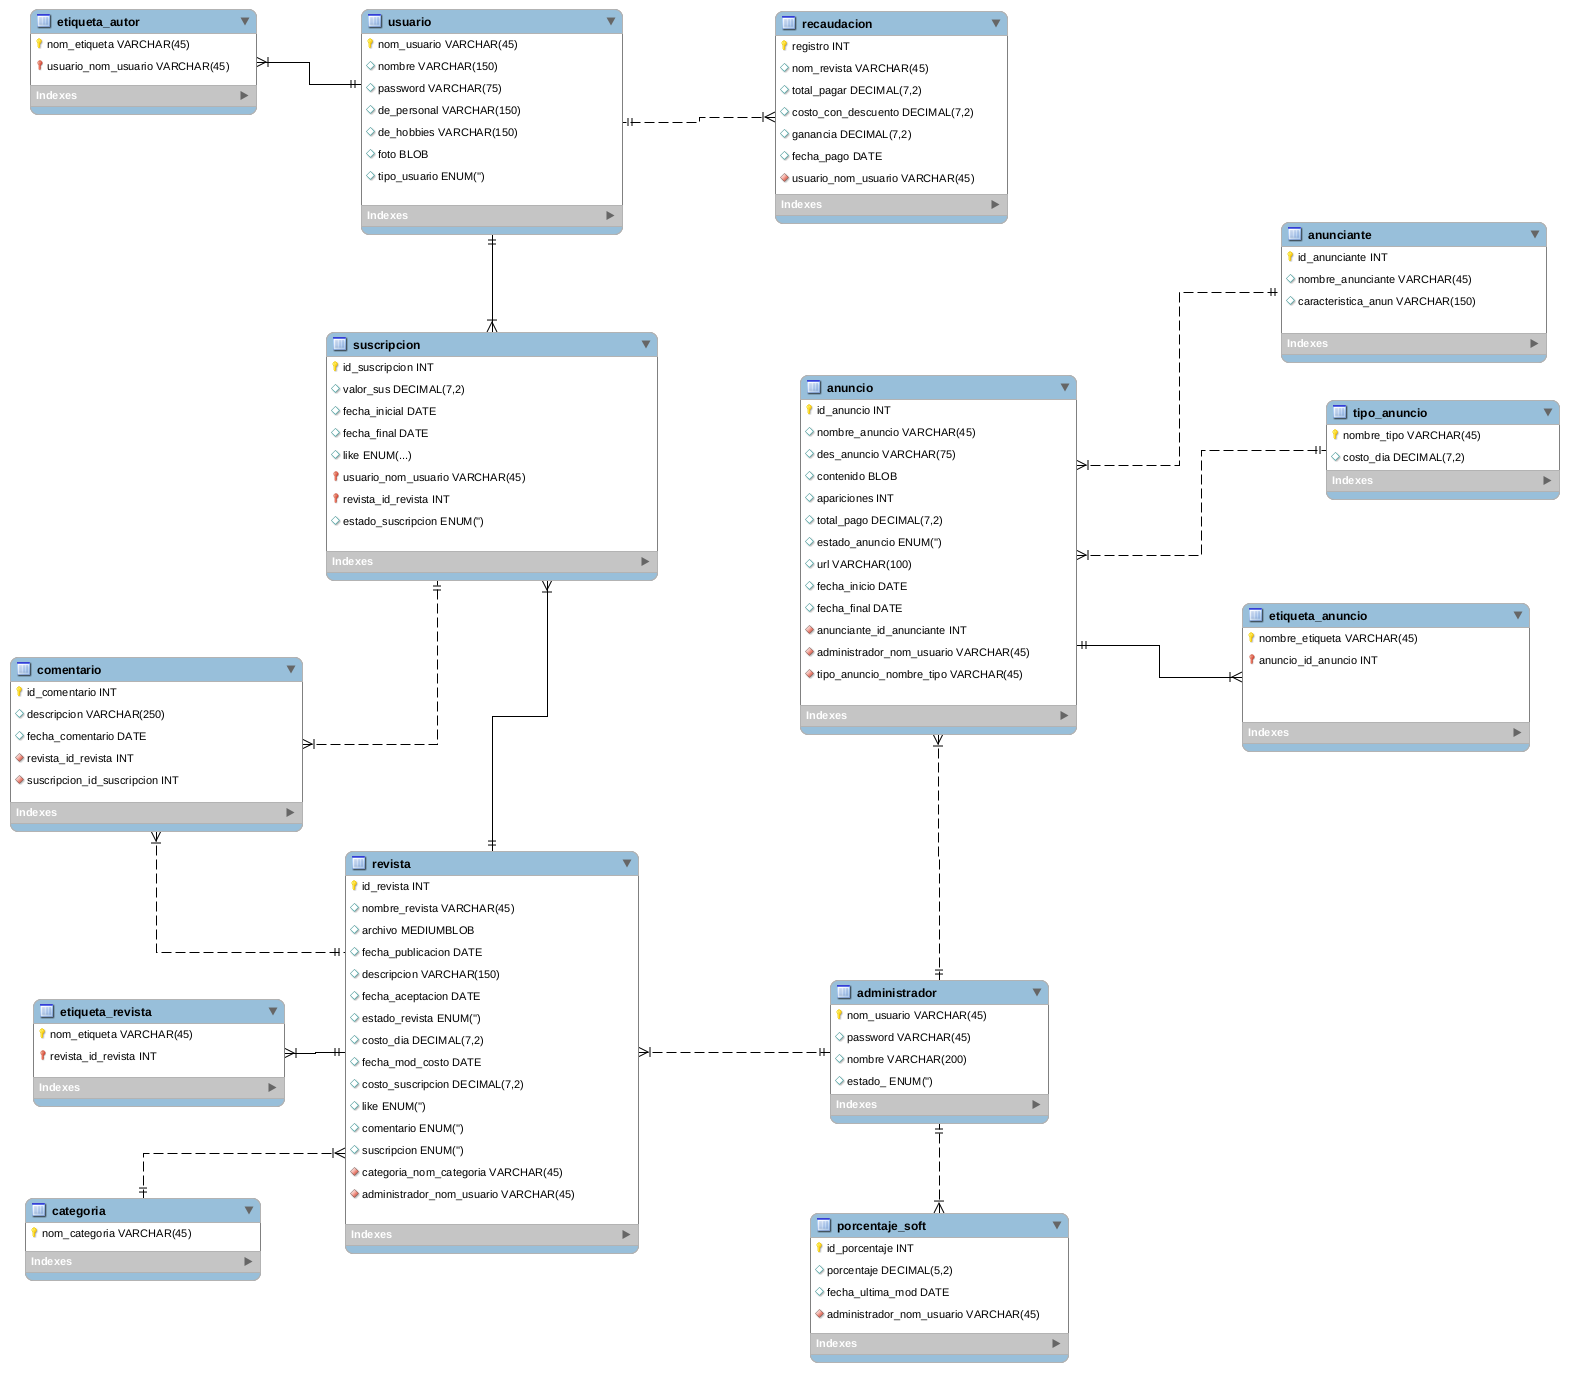 etiqueta_autor
nom_etiqueta VARCHAR(45)
usuario_nom_usuario VARCHAR(45)
Indexes
usuario
nom_usuario VARCHAR(45)
nombre VARCHAR(150)
password VARCHAR(75)
de_personal VARCHAR(150)
de_hobbies VARCHAR(150)
foto BLOB
tipo_usuario ENUM('')
Indexes
recaudacion
registro INT
nom_revista VARCHAR(45)
total_pagar DECIMAL(7,2)
costo_con_descuento DECIMAL(7,2)
ganancia DECIMAL(7,2)
fecha_pago DATE
usuario_nom_usuario VARCHAR(45)
Indexes
anunciante
id_anunciante INT
nombre_anunciante VARCHAR(45)
caracteristica_anun VARCHAR(150)
Indexes
suscripcion
id_suscripcion INT
valor_sus DECIMAL(7,2)
fecha_inicial DATE
fecha_final DATE
like ENUM(...)
usuario_nom_usuario VARCHAR(45)
revista_id_revista INT
estado_suscripcion ENUM('')
Indexes
anuncio
id_anuncio INT
nombre_anuncio VARCHAR(45)
des_anuncio VARCHAR(75)
contenido BLOB
apariciones INT
total_pago DECIMAL(7,2)
estado_anuncio ENUM('')
url VARCHAR(100)
fecha_inicio DATE
fecha_final DATE
anunciante_id_anunciante INT
administrador_nom_usuario VARCHAR(45)
tipo_anuncio_nombre_tipo VARCHAR(45)
Indexes
tipo_anuncio
nombre_tipo VARCHAR(45)
costo_dia DECIMAL(7,2)
Indexes
etiqueta_anuncio
nombre_etiqueta VARCHAR(45)
anuncio_id_anuncio INT
Indexes
comentario
id_comentario INT
descripcion VARCHAR(250)
fecha_comentario DATE
revista_id_revista INT
suscripcion_id_suscripcion INT
Indexes
revista
id_revista INT
nombre_revista VARCHAR(45)
archivo MEDIUMBLOB
fecha_publicacion DATE
descripcion VARCHAR(150)
fecha_aceptacion DATE
estado_revista ENUM('')
costo_dia DECIMAL(7,2)
fecha_mod_costo DATE
costo_suscripcion DECIMAL(7,2)
like ENUM('')
comentario ENUM('')
suscripcion ENUM('')
categoria_nom_categoria VARCHAR(45)
administrador_nom_usuario VARCHAR(45)
Indexes
etiqueta_revista
nom_etiqueta VARCHAR(45)
revista_id_revista INT
Indexes
administrador
nom_usuario VARCHAR(45)
password VARCHAR(45)
nombre VARCHAR(200)
estado_ ENUM('')
Indexes
categoria
nom_categoria VARCHAR(45)
Indexes
porcentaje_soft
id_porcentaje INT
porcentaje DECIMAL(5,2)
fecha_ultima_mod DATE
administrador_nom_usuario VARCHAR(45)
Indexes